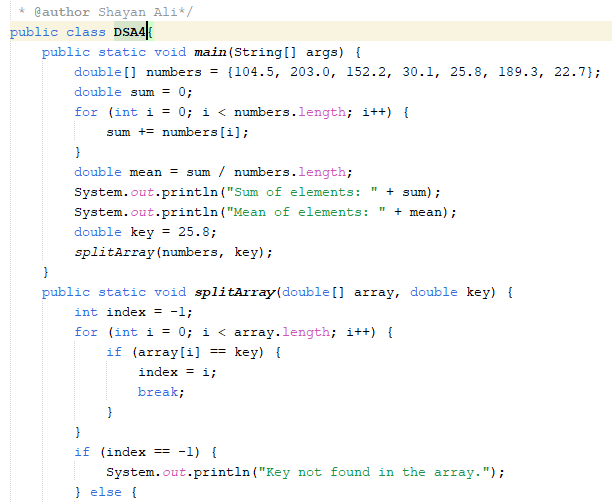 * @author Shayan Ali*/
public class DSA4{
    public static void main(String[] args) {
        double[] numbers = {104.5, 203.0, 152.2, 30.1, 25.8, 189.3, 22.7};
        double sum = 0;
        for (int i = 0; i < numbers.length; i++) {
            sum += numbers[i];
        }
        double mean = sum / numbers.length;
        System.out.println("Sum of elements: " + sum);
        System.out.println("Mean of elements: " + mean);
        double key = 25.8;
        splitArray(numbers, key);
    }
    public static void splitArray(double[] array, double key) {
        int index = -1;
        for (int i = 0; i < array.length; i++) {
            if (array[i] == key) {
                index = i;
                break;
            }
        }
        if (index == -1) {
            System.out.println("Key not found in the array.");
        } else {